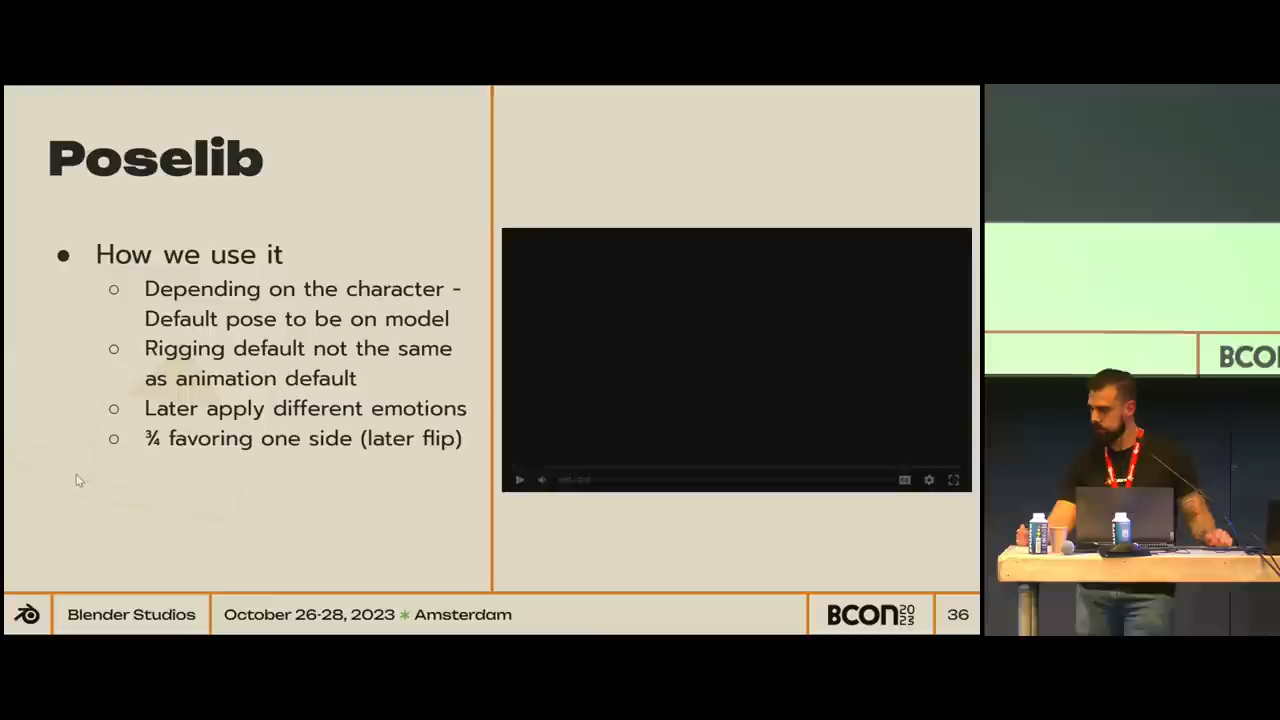 Poselib
● How we use it
○ Depending on the character -
Default pose to be on model
○ Rigging default not the same
as animation default
○ Later apply different emotions
○ ¾ favoring one side (later flip)
Blender Studios
October 26-28, 2023 ✶ Amsterdam
BCON 2023
36
BCO